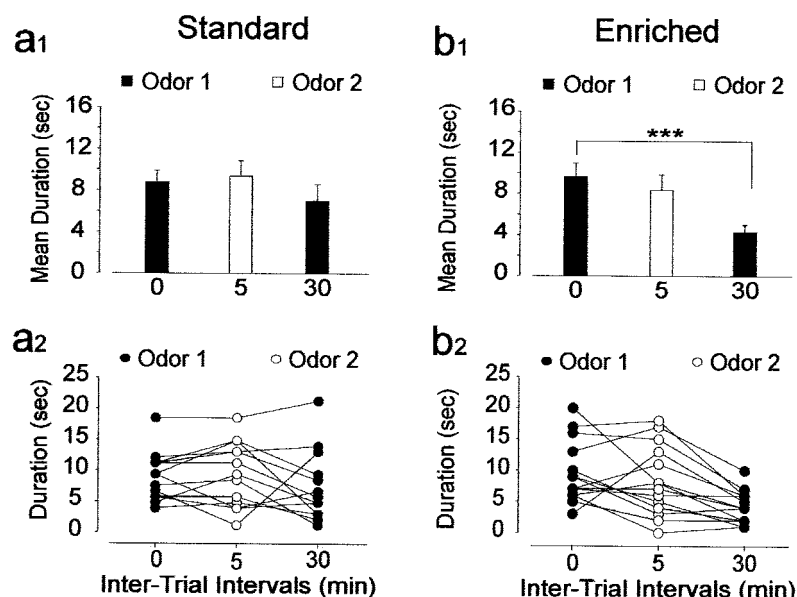 a1 Standard
■ Odor 1 □ Odor 2
Mean Duration (sec)
16
12
8
4
0
0 5 30
b1 Enriched
■ Odor 1 □ Odor 2
Mean Duration (sec)
16
12
8
4
0
***
0 5 30
a2
● Odor 1 ○ Odor 2
Duration (sec)
25
20
15
10
5
0
0 5 30
Inter-Trial Intervals (min)
b2
● Odor 1 ○ Odor 2
Duration (sec)
25
20
15
10
5
0
0 5 30
Inter-Trial Intervals (min)